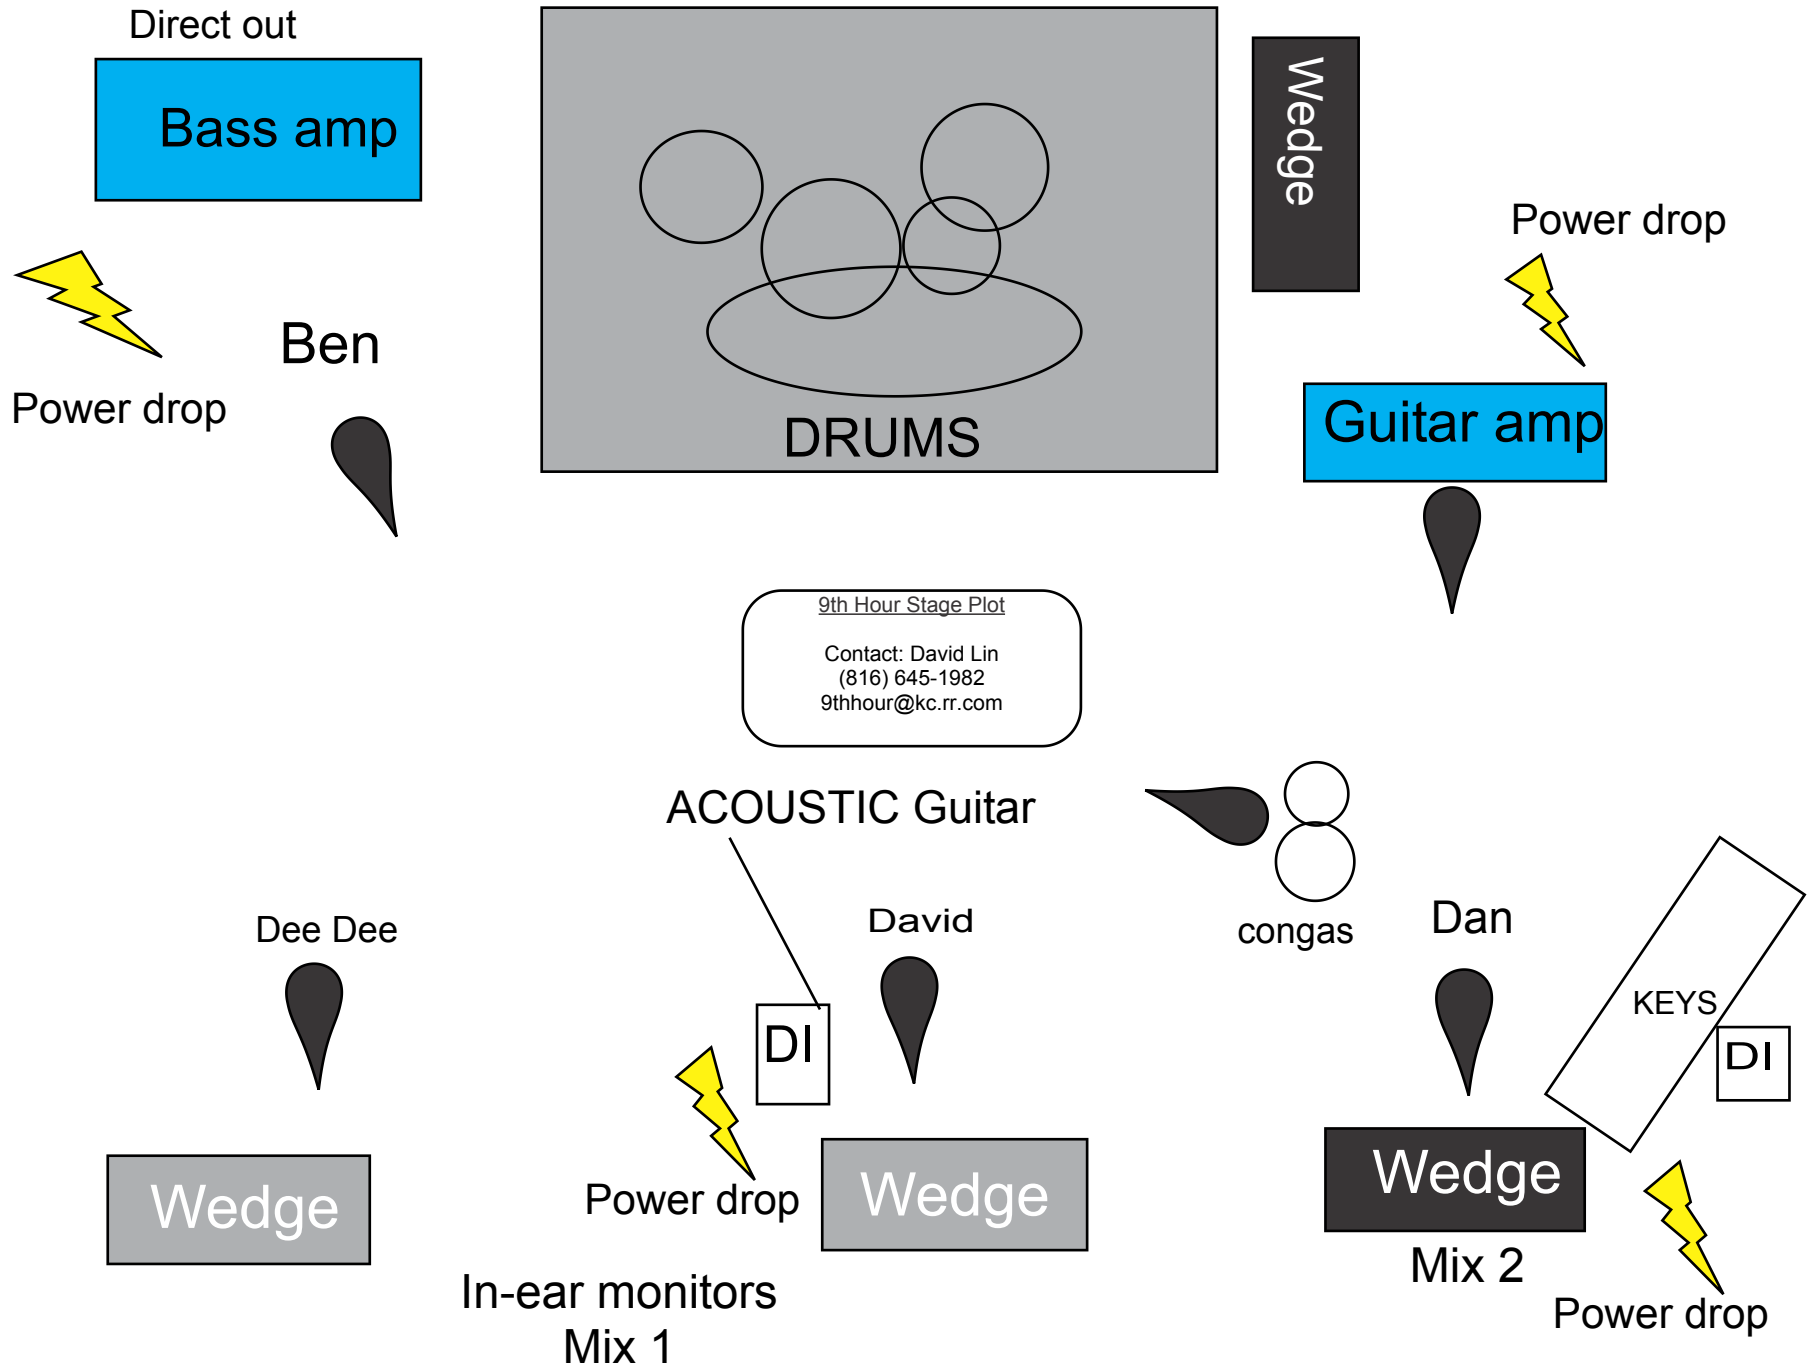 Direct out
Bass amp
Wedge
Power drop
Ben
Power drop
Guitar amp
DRUMS
9th Hour Stage Plot
Contact: David Lin
(816) 645-1982
9thhour@kc.rr.com
ACOUSTIC Guitar
Dee Dee
David
congas
Dan
KEYS
DI
DI
Wedge
Power drop
Wedge
Wedge
Mix 2
Power drop
In-ear monitors
Mix 1